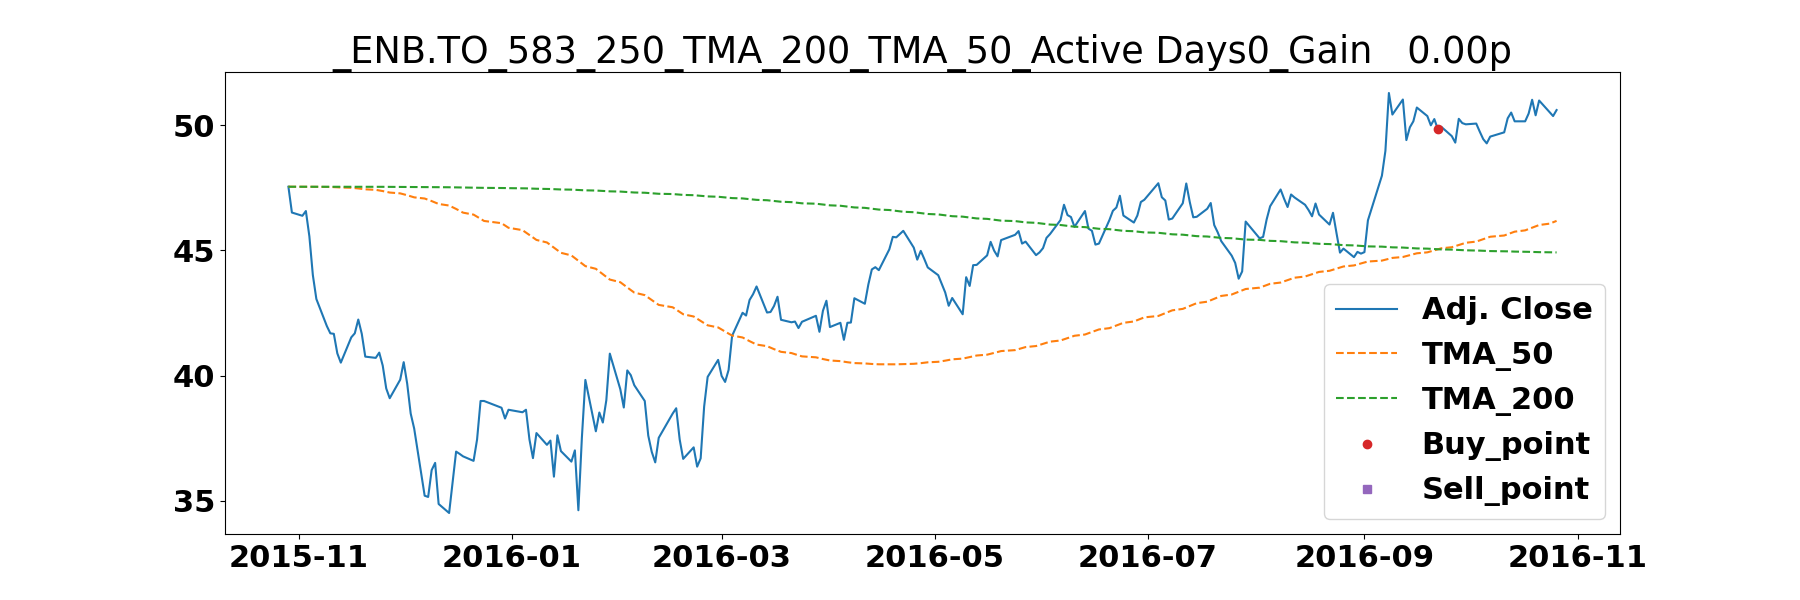 _ENB.TO_583_250_TMA_200_TMA_50_Active Days0_Gain   0.00p
50
45
40
35
Adj. Close
TMA_50
TMA_200
Buy_point
Sell_point
2015-11 2016-01 2016-03 2016-05 2016-07 2016-09 2016-11